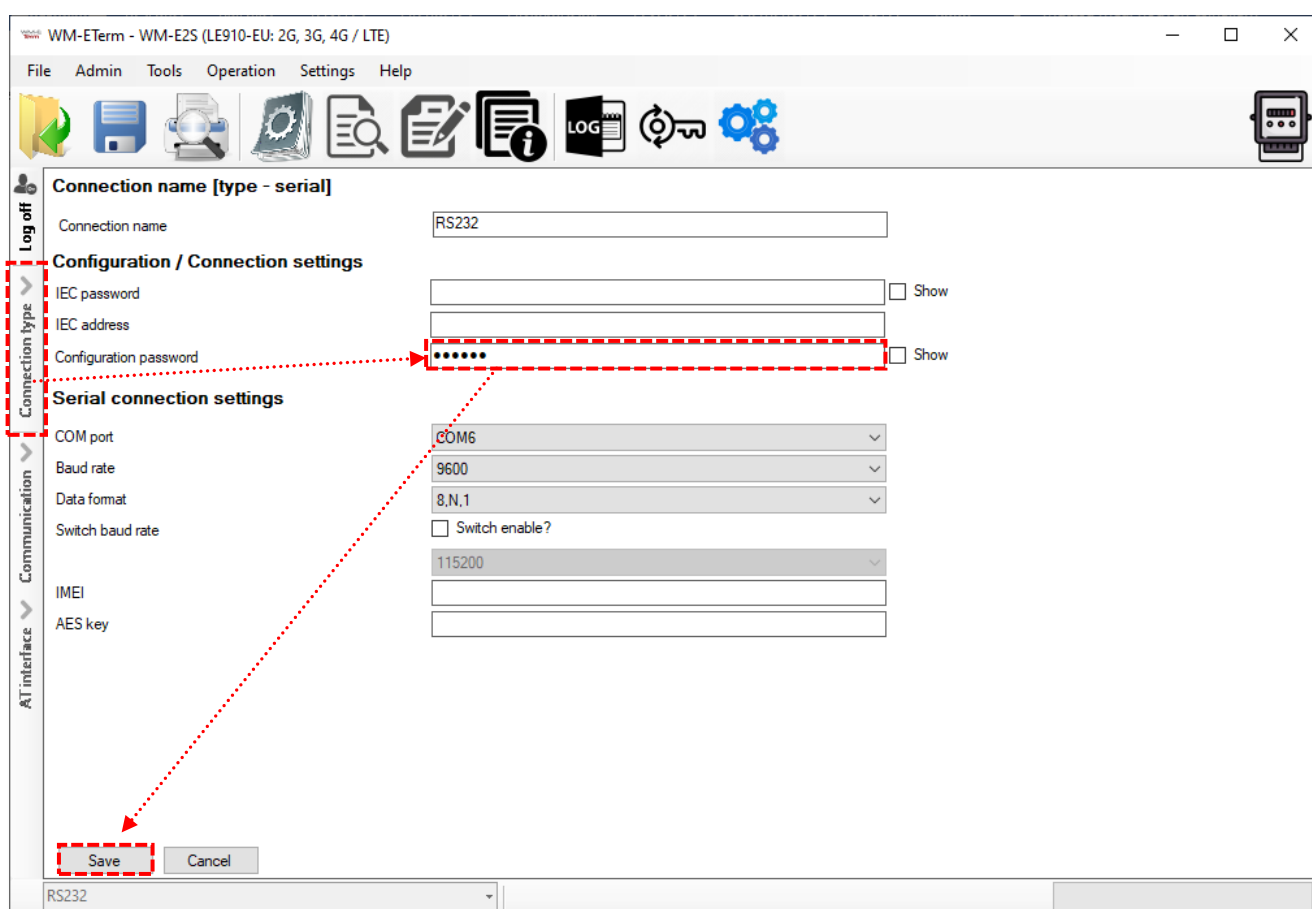 WM-ETerm - WM-E2S (LE910-EU: 2G, 3G, 4G / LTE)
File Admin Tools Operation Settings Help
LOG
Log off
Connection type
Communication
AT interface
Connection name [type - serial]
Connection name RS232
Configuration / Connection settings
IEC password Show
IEC address
Configuration password •••••• Show
Serial connection settings
COM port COM6
Baud rate 9600
Data format 8,N,1
Switch baud rate Switch enable?
115200
IMEI
AES key
Save Cancel
RS232